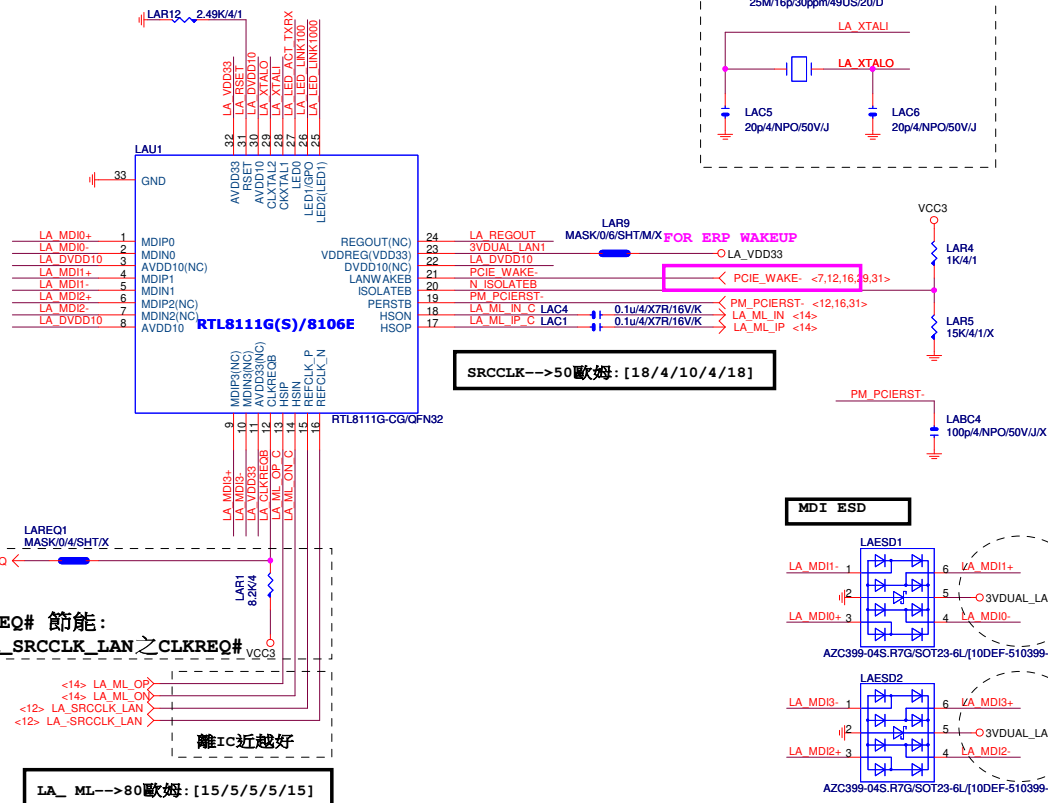 25M/16p/30ppm/49US/20/D
LA_XTALI
LA_XTALO
LAC5
20p/4/NPO/50V/J
LAC6
20p/4/NPO/50V/J
LAR12 2.49K/4/1
LA_VDD33
LA_RSET
LA_DVDD10
LA_XTALO
LA_XTALI
LA_LED_ACT_TXRX
LA_LED_LINK100
LA_LED_LINK1000
32
31
30
29
28
27
26
25
LAU1
33 GND
AVDD33
RSET
AVDD10
CLXTAL2
CKXTAL1
LED0
LED1/GPO
LED2(LED1)
LA_MDI0+ 1 MDIP0
LA_MDI0- 2 MDIN0
LA_DVDD10 3 AVDD10(NC)
LA_MDI1+ 4 MDIP1
LA_MDI1- 5 MDIN1
LA_MDI2+ 6 MDIP2(NC)
LA_MDI2- 7 MDIN2(NC)
LA_DVDD10 8 AVDD10
RTL8111G(S)/8106E
REGOUT(NC) 24 LA_REGOUT
VDDREG(VDD33) 23 3VDUAL_LAN1
DVDD10(NC) 22 LA_DVDD10
LANWAKEB 21 PCIE_WAKE-
ISOLATEB 20 N_ISOLATEB
PERSTB 19 PM_PCIERST-
HSON 18 LA_ML_IN_C LAC4 0.1u/4/X7R/16V/K LA_ML_IN <14>
HSOP 17 LA_ML_IP_C LAC1 0.1u/4/X7R/16V/K LA_ML_IP <14>
LAR9
MASK/0/6/SHT/M/X
FOR ERP WAKEUP
LA_VDD33
PCIE_WAKE- <7,12,16,29,31>
PM_PCIERST- <12,16,31>
VCC3
LAR4
1K/4/1
LAR5
15K/4/1/X
SRCCLK-->50歐姆:[18/4/10/4/18]
MDIP3(NC)
MDIN3(NC)
AVDD33(NC)
CLKREQB
HSIP
HSIN
REFCLK_P
REFCLK_N
RTL8111G-CG/QFN32
9
10
11
12
13
14
15
16
LA_MDI3+
LA_MDI3-
LA_VDD33
LA_CLKREQB
LA_ML_OP_C
LA_ML_ON_C
PM_PCIERST-
LABC4
100p/4/NPO/50V/J/X
LAREQ1
MASK/0/4/SHT/X
LAR1
8.2K/4
EQ# 節能:
_SRCCLK_LAN之CLKREQ#
VCC3
<14> LA_ML_OP
<14> LA_ML_ON
<12> LA_SRCCLK_LAN
<12> LA_-SRCCLK_LAN
離IC近越好
LA_ ML-->80歐姆:[15/5/5/5/15]
MDI ESD
LAESD1
LA_MDI1- 1 6 LA_MDI1+
2 5 3VDUAL_LA
LA_MDI0+ 3 4 LA_MDI0-
AZC399-04S.R7G/SOT23-6L/[10DEF-510399-
LAESD2
LA_MDI3- 1 6 LA_MDI3+
2 5 3VDUAL_LA
LA_MDI2+ 3 4 LA_MDI2-
AZC399-04S.R7G/SOT23-6L/[10DEF-510399-